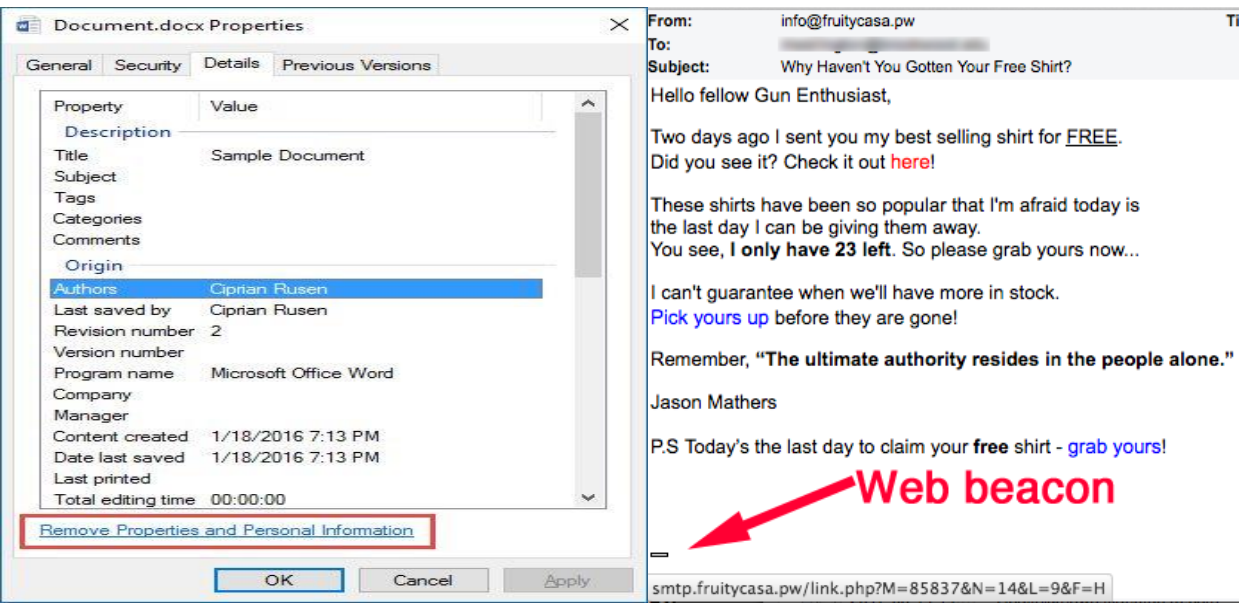 Document.docx Properties
General Security Details Previous Versions
Property Value
Description
Title Sample Document
Subject
Tags
Categories
Comments
Origin
Authors Ciprian Rusen
Last saved by Ciprian Rusen
Revision number 2
Version number
Program name Microsoft Office Word
Company
Manager
Content created 1/18/2016 7:13 PM
Date last saved 1/18/2016 7:13 PM
Last printed
Total editing time 00:00:00
Remove Properties and Personal Information
OK Cancel Apply
From: info@fruitycasa.pw Ti
To:
Subject: Why Haven't You Gotten Your Free Shirt?
Hello fellow Gun Enthusiast,
Two days ago I sent you my best selling shirt for FREE.
Did you see it? Check it out here!
These shirts have been so popular that I'm afraid today is
the last day I can be giving them away.
You see, I only have 23 left. So please grab yours now...
I can't guarantee when we'll have more in stock.
Pick yours up before they are gone!
Remember, “The ultimate authority resides in the people alone.”
Jason Mathers
P.S Today's the last day to claim your free shirt - grab yours!
Web beacon
smtp.fruitycasa.pw/link.php?M=85837&N=14&L=9&F=H